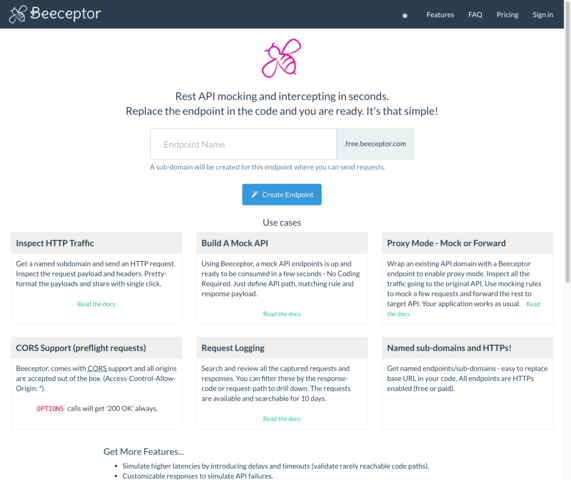 Beeceptor
Features
FAQ
Pricing
Sign in
Rest API mocking and intercepting in seconds.
Replace the endpoint in the code and you are ready. It's that simple!
Endpoint Name
.free.beeceptor.com
A sub-domain will be created for this endpoint where you can send requests.
Create Endpoint
Use cases
Inspect HTTP Traffic
Get a named subdomain and send an HTTP request.
Inspect the request payload and headers. Pretty-
format the payloads and share with single click.
Read the docs
Build A Mock API
Using Beeceptor, a mock API endpoints is up and
ready to be consumed in a few seconds - No Coding
Required. Just define API path, matching rule and
response payload.
Read the docs
Proxy Mode - Mock or Forward
Wrap an existing API domain with a Beeceptor
endpoint to enable proxy mode. Inspect all the
traffic going to the original API. Use mocking rules
to mock a few requests and forward the rest to
target API. Your application works as usual. Read
the docs
CORS Support (preflight requests)
Beeceptor, comes with CORS support and all origins
are accepted out of the box. (Access-Control-Allow-
Origin: *).
OPTIONS calls will get '200 OK' always.
Request Logging
Search and review all the captured requests and
responses. You can filter these by the response-
code or request-path to drill down. The requests
are available and searchable for 10 days.
Read the docs
Named sub-domains and HTTPs!
Get named endpoints/sub-domains - easy to replace
base URL in your code. All endpoints are HTTPs
enabled (free or paid).
Get More Features...
Simulate higher latencies by introducing delays and timeouts (validate rarely reachable code paths).
Customizable responses to simulate API failures.